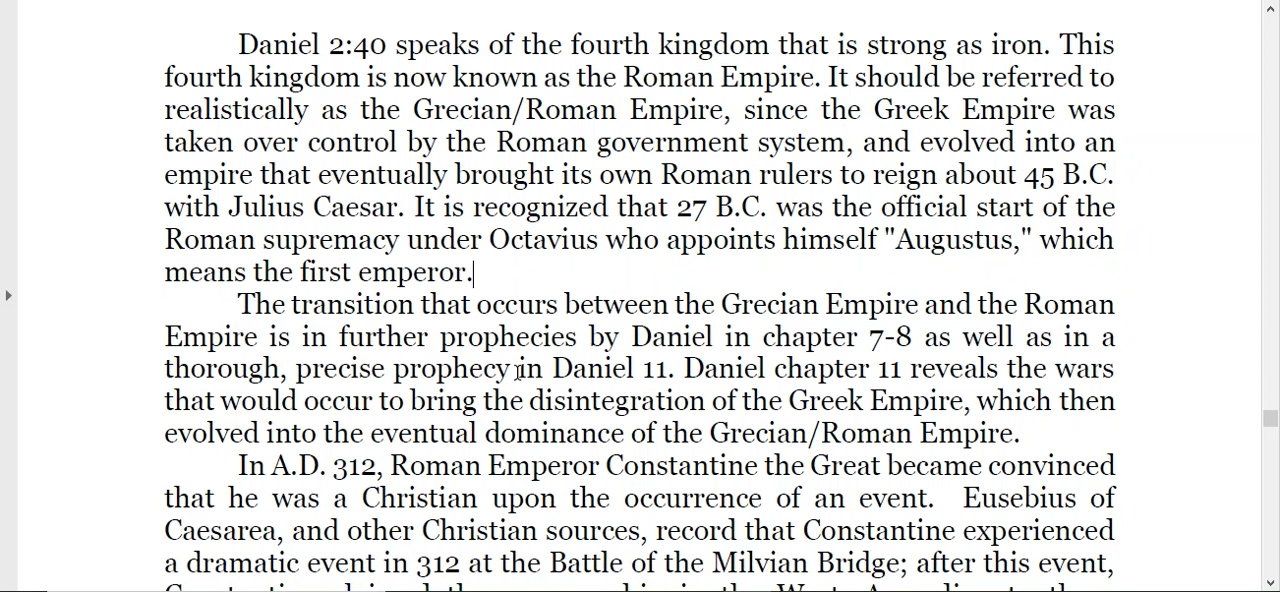 Daniel 2:40 speaks of the fourth kingdom that is strong as iron. This
fourth kingdom is now known as the Roman Empire. It should be referred to
realistically as the Grecian/Roman Empire, since the Greek Empire was
taken over control by the Roman government system, and evolved into an
empire that eventually brought its own Roman rulers to reign about 45 B.C.
with Julius Caesar. It is recognized that 27 B.C. was the official start of the
Roman supremacy under Octavius who appoints himself "Augustus," which
means the first emperor.
The transition that occurs between the Grecian Empire and the Roman
Empire is in further prophecies by Daniel in chapter 7-8 as well as in a
thorough, precise prophecy in Daniel 11. Daniel chapter 11 reveals the wars
that would occur to bring the disintegration of the Greek Empire, which then
evolved into the eventual dominance of the Grecian/Roman Empire.
In A.D. 312, Roman Emperor Constantine the Great became convinced
that he was a Christian upon the occurrence of an event.  Eusebius of
Caesarea, and other Christian sources, record that Constantine experienced
a dramatic event in 312 at the Battle of the Milvian Bridge; after this event,